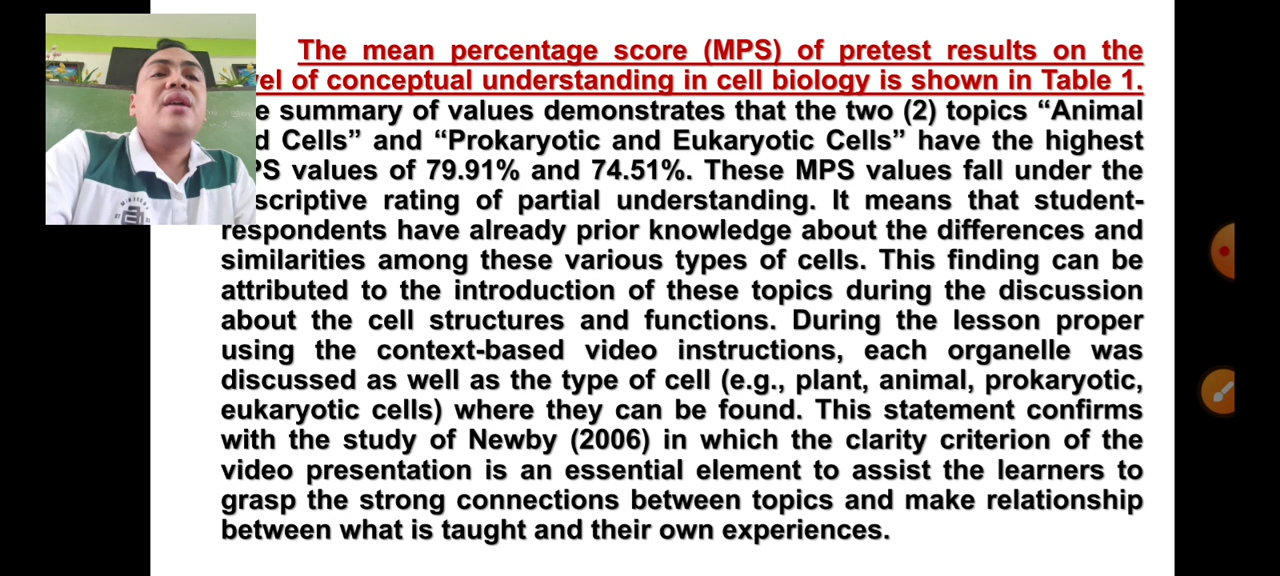 The mean percentage score (MPS) of pretest results on the
of conceptual understanding in cell biology is shown in Table 1.
summary of values demonstrates that the two (2) topics “Animal
Cells” and “Prokaryotic and Eukaryotic Cells” have the highest
values of 79.91% and 74.51%. These MPS values fall under the
rating of partial understanding. It means that student-
respondents have already prior knowledge about the differences and
similarities among these various types of cells. This finding can be
attributed to the introduction of these topics during the discussion
about the cell structures and functions. During the lesson proper
using the context-based video instructions, each organelle was
discussed as well as the type of cell (e.g., plant, animal, prokaryotic,
eukaryotic cells) where they can be found. This statement confirms
with the study of Newby (2006) in which the clarity criterion of the
video presentation is an essential element to assist the learners to
grasp the strong connections between topics and make relationship
between what is taught and their own experiences.